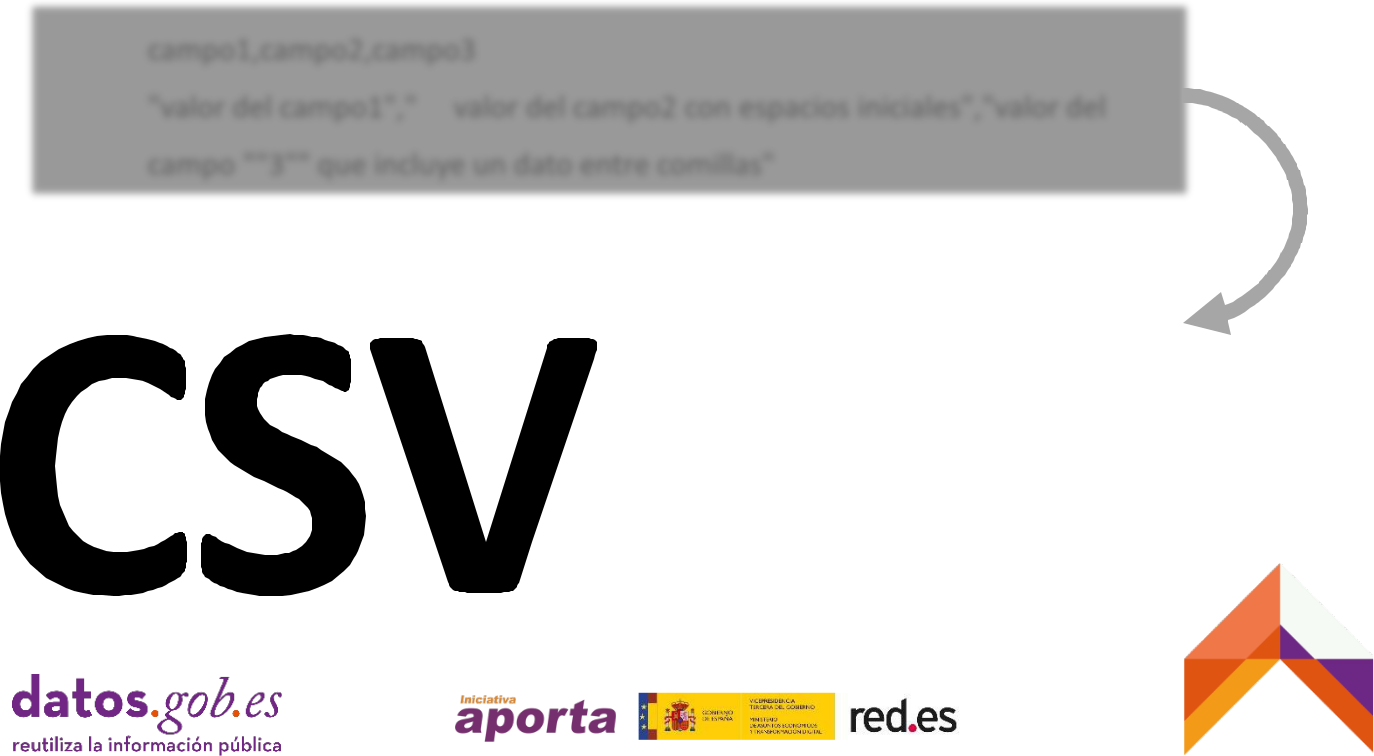 campo1,campo2,campo3
"valor del campo1","    valor del campo2 con espacios iniciales","valor del
campo ""3"" que incluye un dato entre comillas"
CSV
datos.gob.es
reutiliza la información pública
Iniciativa
aporta
GOBIERNO
DE ESPAÑA
VICEPRESIDENCIA
TERCERA DEL GOBIERNO
MINISTERIO
DE ASUNTOS ECONÓMICOS
Y TRANSFORMACIÓN DIGITAL
red.es